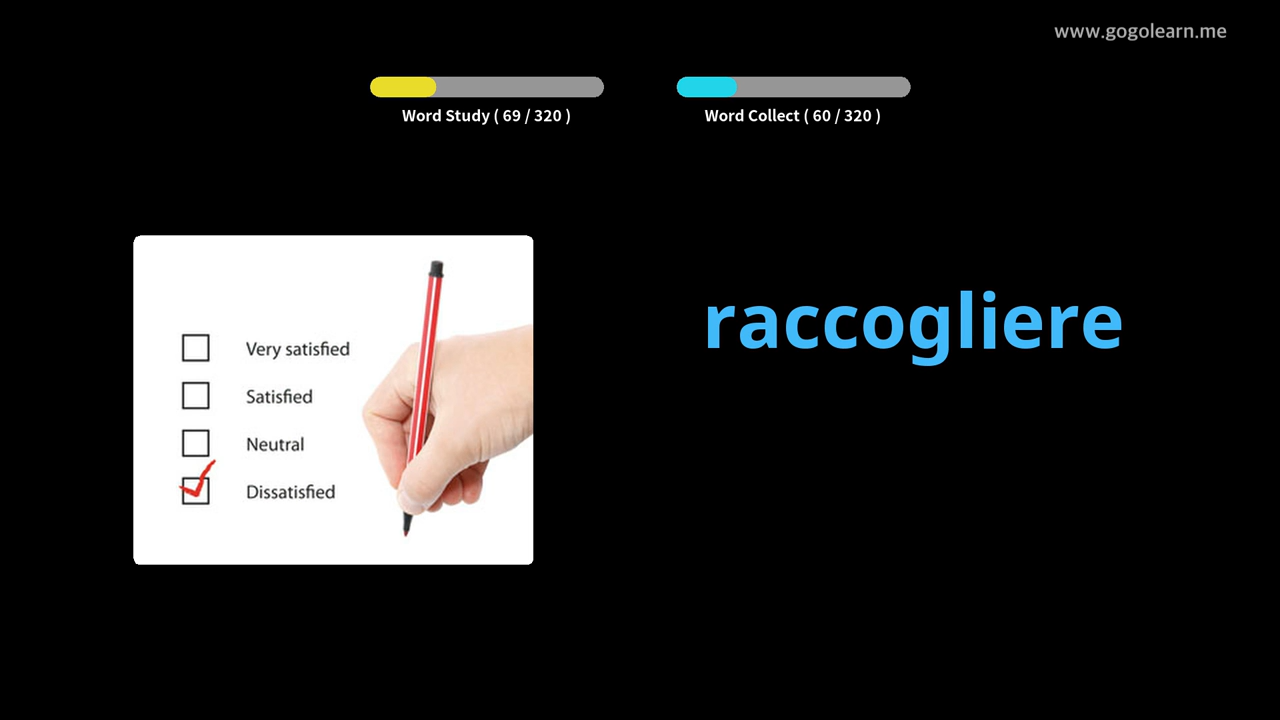 www.gogolearn.me
Word Study ( 69 / 320 )
Word Collect ( 60 / 320 )
Very satisfied
Satisfied
Neutral
Dissatisfied
raccogliere